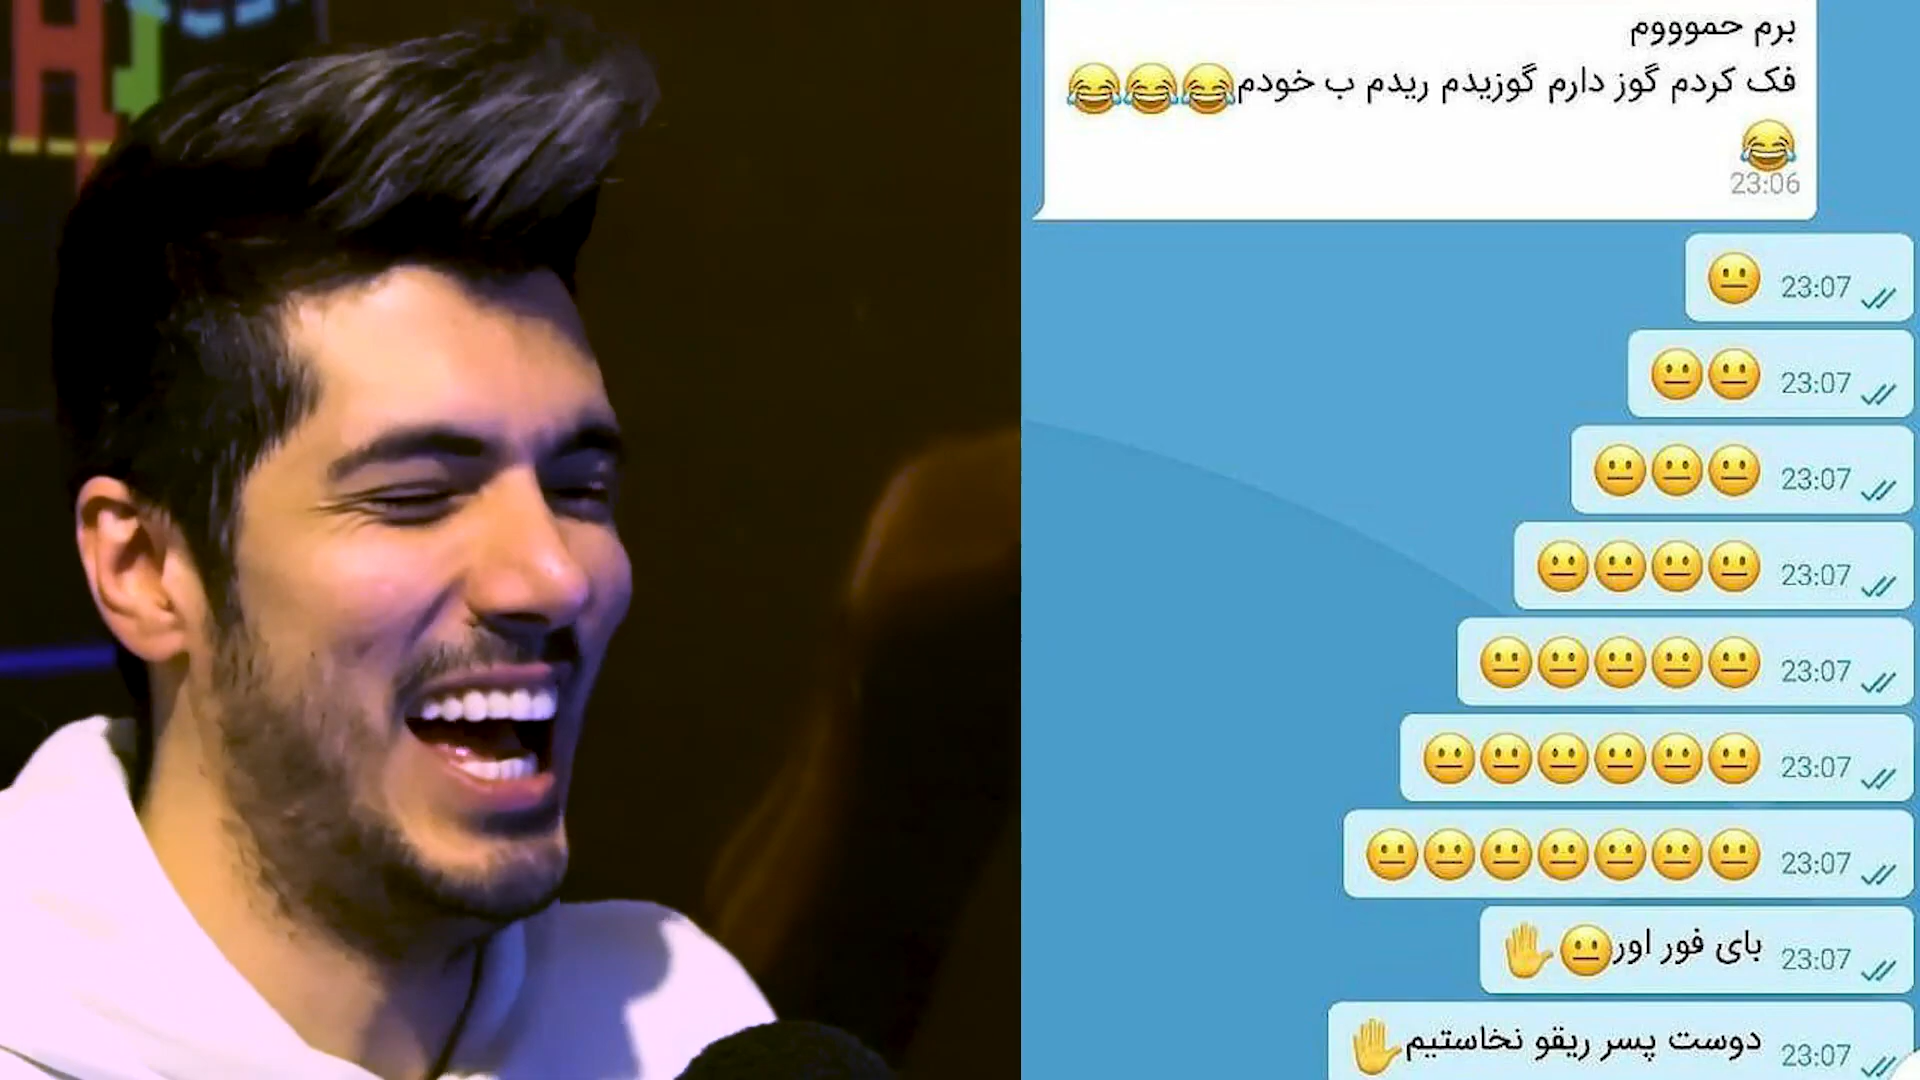 برم حموووم
فک کردم گوز دارم گوزیدم ریدم ب خودم😂😂😂
😂
23:06
😐 23:07
😐😐 23:07
😐😐😐 23:07
😐😐😐😐 23:07
😐😐😐😐😐 23:07
😐😐😐😐😐😐 23:07
😐😐😐😐😐😐😐 23:07
بای فور اور😐✋ 23:07
دوست پسر ریقو نخاستیم✋ 23:07